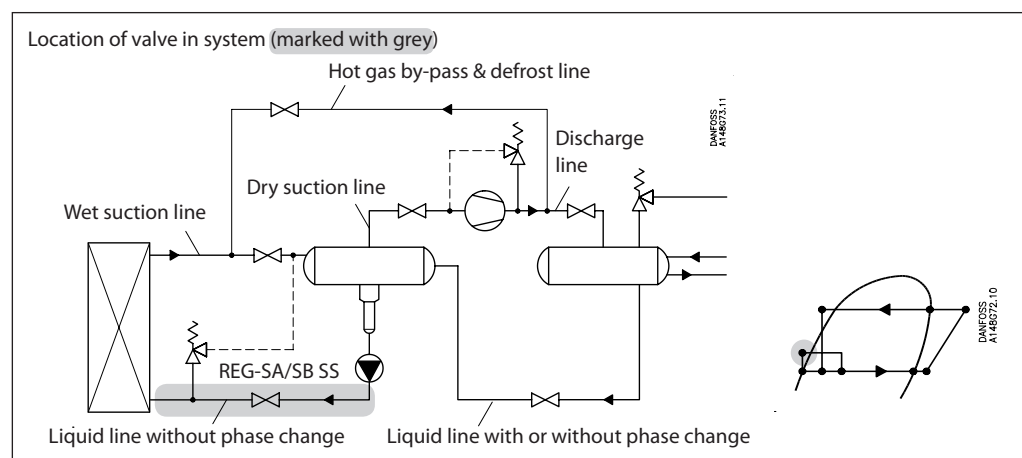 Location of valve in system (marked with grey)
Hot gas by-pass & defrost line
Discharge
line
Dry suction line
Wet suction line
REG-SA/SB SS
Liquid line without phase change
Liquid line with or without phase change
DANFOSS
A148G73.11
DANFOSS
A148G72.10